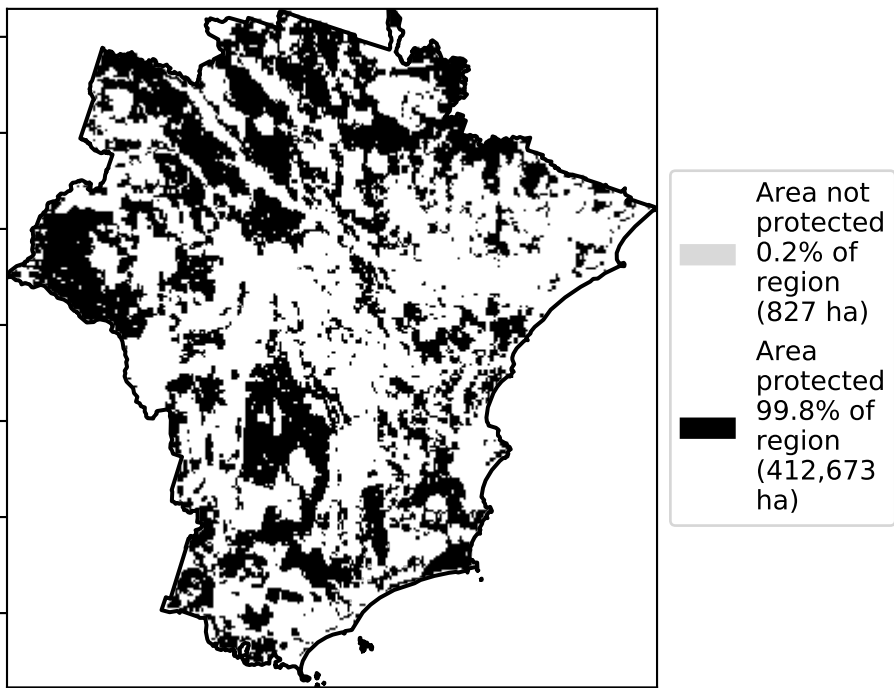 Area not
protected
0.2% of
region
(827 ha)
Area
protected
99.8% of
region
(412,673
ha)